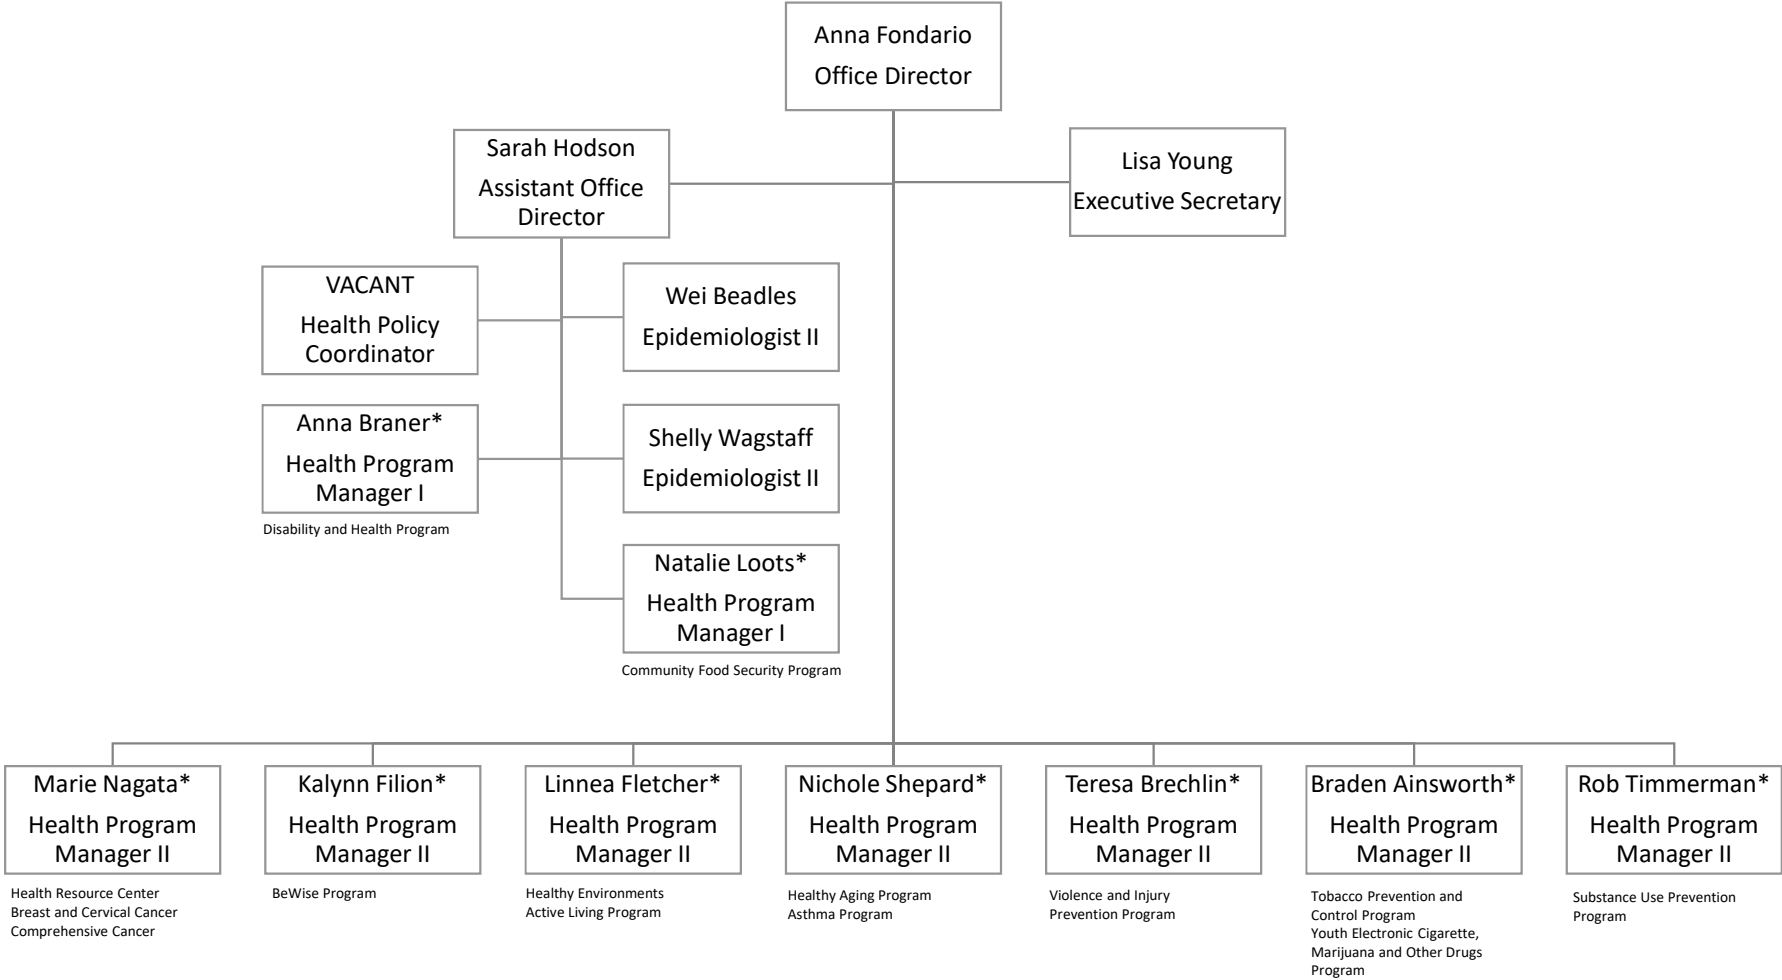 Anna Fondario
Office Director
Sarah Hodson
Assistant Office
Director
Lisa Young
Executive Secretary
VACANT
Health Policy
Coordinator
Wei Beadles
Epidemiologist II
Anna Braner*
Health Program
Manager I
Disability and Health Program
Shelly Wagstaff
Epidemiologist II
Natalie Loots*
Health Program
Manager I
Community Food Security Program
Marie Nagata*
Health Program
Manager II
Health Resource Center
Breast and Cervical Cancer
Comprehensive Cancer
Kalynn Filion*
Health Program
Manager II
BeWise Program
Linnea Fletcher*
Health Program
Manager II
Healthy Environments
Active Living Program
Nichole Shepard*
Health Program
Manager II
Healthy Aging Program
Asthma Program
Teresa Brechlin*
Health Program
Manager II
Violence and Injury
Prevention Program
Braden Ainsworth*
Health Program
Manager II
Tobacco Prevention and
Control Program
Youth Electronic Cigarette,
Marijuana and Other Drugs
Program
Rob Timmerman*
Health Program
Manager II
Substance Use Prevention
Program